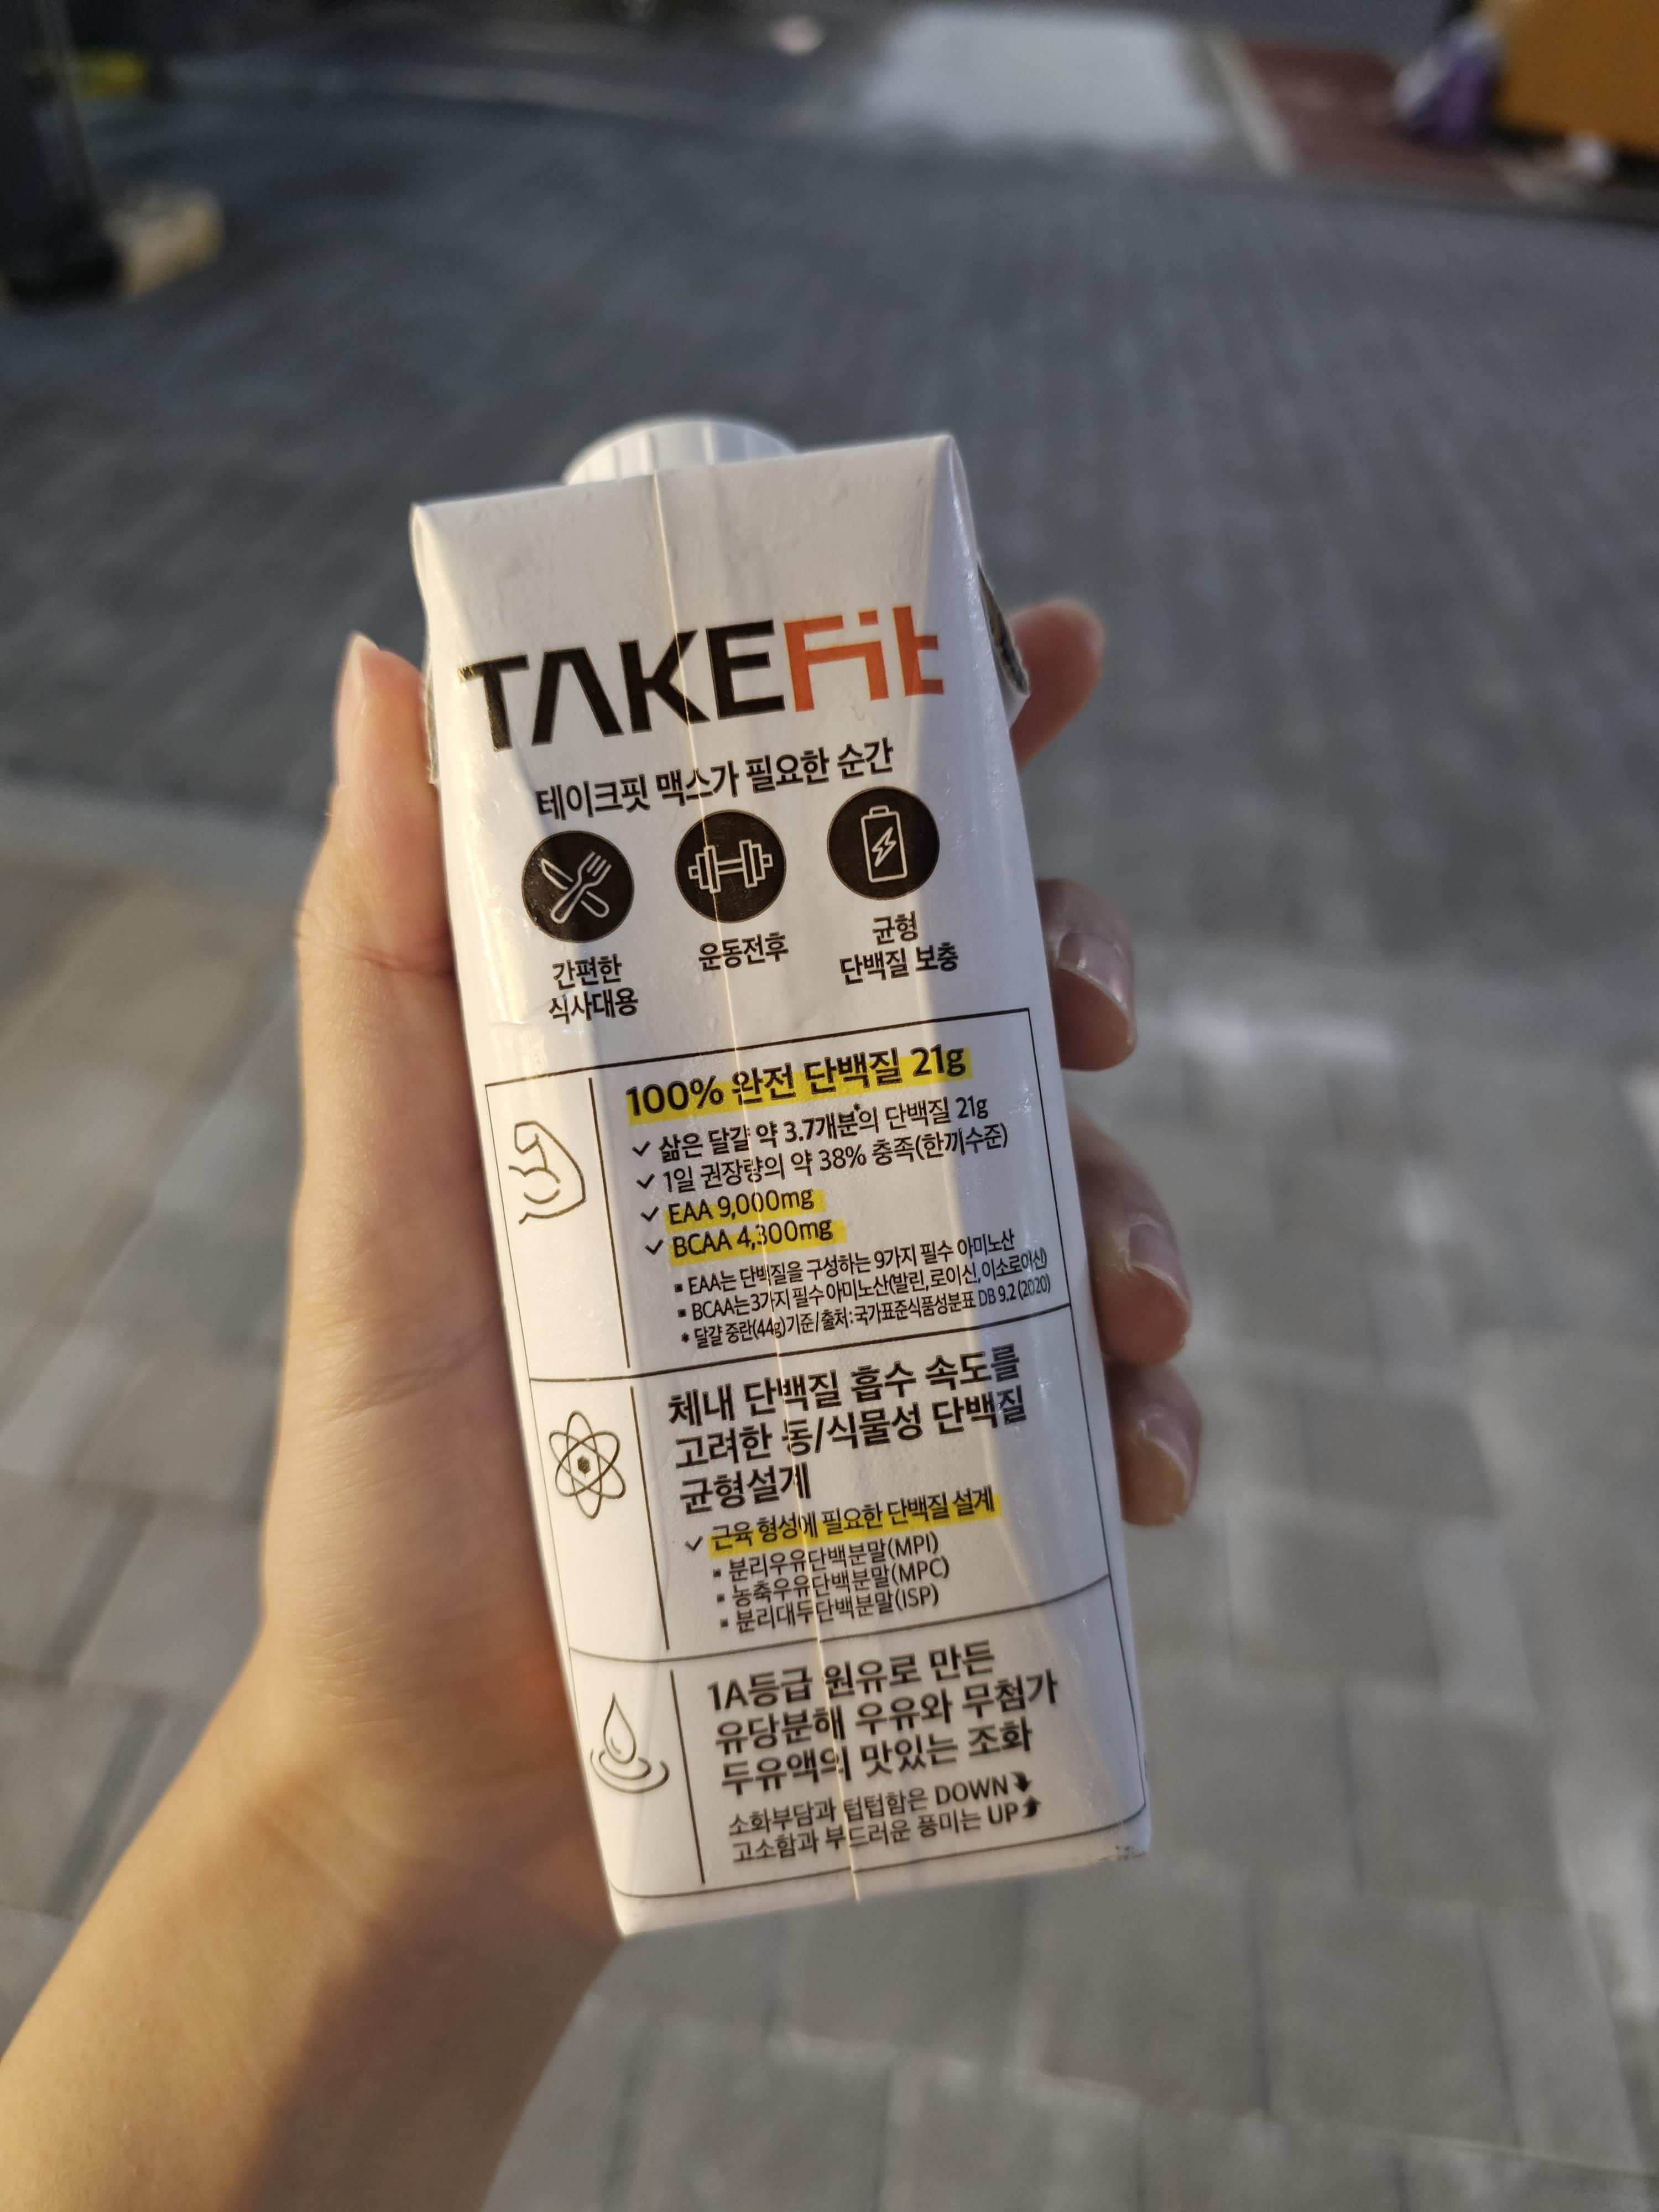 TAKEFit
테이크핏 맥스가 필요한 순간
간편한
식사대용
운동전후
균형
단백질 보충
100% 완전 단백질 21g
✓ 삶은 달걀 약 3.7개분*의 단백질 21g
✓ 1일 권장량의 약 38% 충족(한끼수준)
✓ EAA 9,000mg
✓ BCAA 4,300mg
▪ EAA는 단백질을 구성하는 9가지 필수 아미노산
▪ BCAA는 3가지 필수 아미노산(발린, 로이신, 이소로이신)
* 달걀 중란(44g)기준/출처:국가표준식품성분표 DB 9.2 (2020)
체내 단백질 흡수 속도를
고려한 동/식물성 단백질
균형설계
✓ 근육 형성에 필요한 단백질 설계
▪ 분리우유단백분말(MPI)
▪ 농축우유단백분말(MPC)
▪ 분리대두단백분말(ISP)
1A등급 원유로 만든
유당분해 우유와 무첨가
두유액의 맛있는 조화
소화부담과 텁텁함은 DOWN
고소함과 부드러운 풍미는 UP